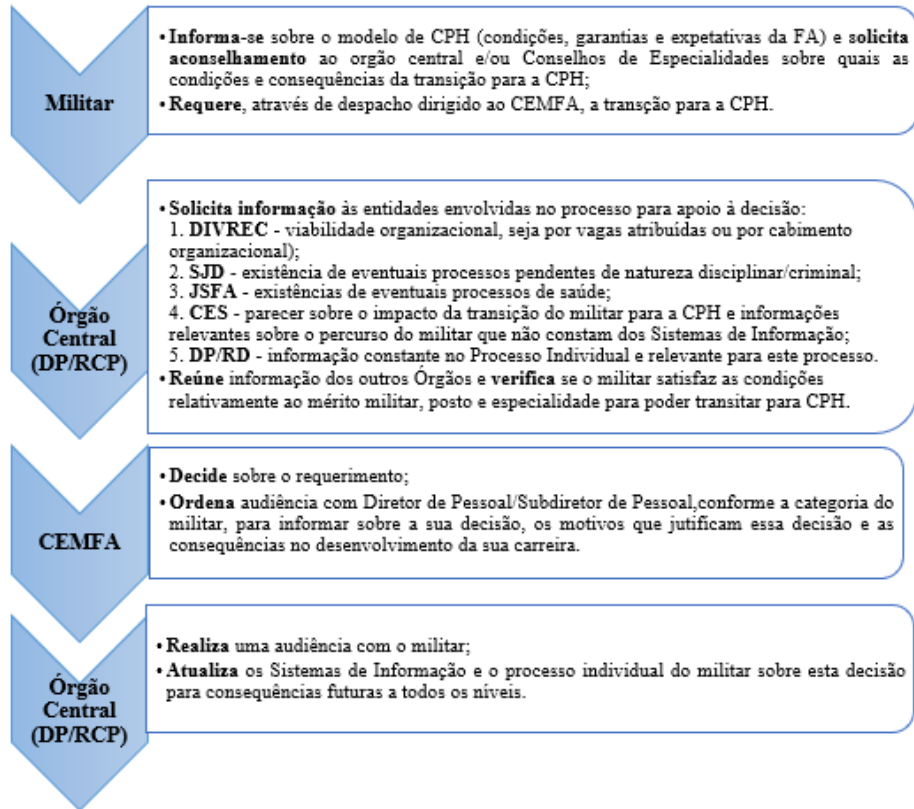 Militar
• Informa-se sobre o modelo de CPH (condições, garantias e expetativas da FA) e solicita
aconselhamento ao orgão central e/ou Conselhos de Especialidades sobre quais as
condições e consequências da transição para a CPH;
• Requere, através de despacho dirigido ao CEMFA, a transção para a CPH.
Órgão
Central
(DP/RCP)
• Solicita informação às entidades envolvidas no processo para apoio à decisão:
1. DIVREC - viabilidade organizacional, seja por vagas atribuídas ou por cabimento
organizacional);
2. SJD - existência de eventuais processos pendentes de natureza disciplinar/criminal;
3. JSFA - existências de eventuais processos de saúde;
4. CES - parecer sobre o impacto da transição do militar para a CPH e informações
relevantes sobre o percurso do militar que não constam dos Sistemas de Informação;
5. DP/RD - informação constante no Processo Individual e relevante para este processo.
• Reúne informação dos outros Órgãos e verifica se o militar satisfaz as condições
relativamente ao mérito militar, posto e especialidade para poder transitar para CPH.
CEMFA
• Decide sobre o requerimento;
• Ordena audiência com Diretor de Pessoal/Subdiretor de Pessoal,conforme a categoria do
militar, para informar sobre a sua decisão, os motivos que jutificam essa decisão e as
consequências no desenvolvimento da sua carreira.
Órgão
Central
(DP/RCP)
• Realiza uma audiência com o militar;
• Atualiza os Sistemas de Informação e o processo individual do militar sobre esta decisão
para consequências futuras a todos os níveis.